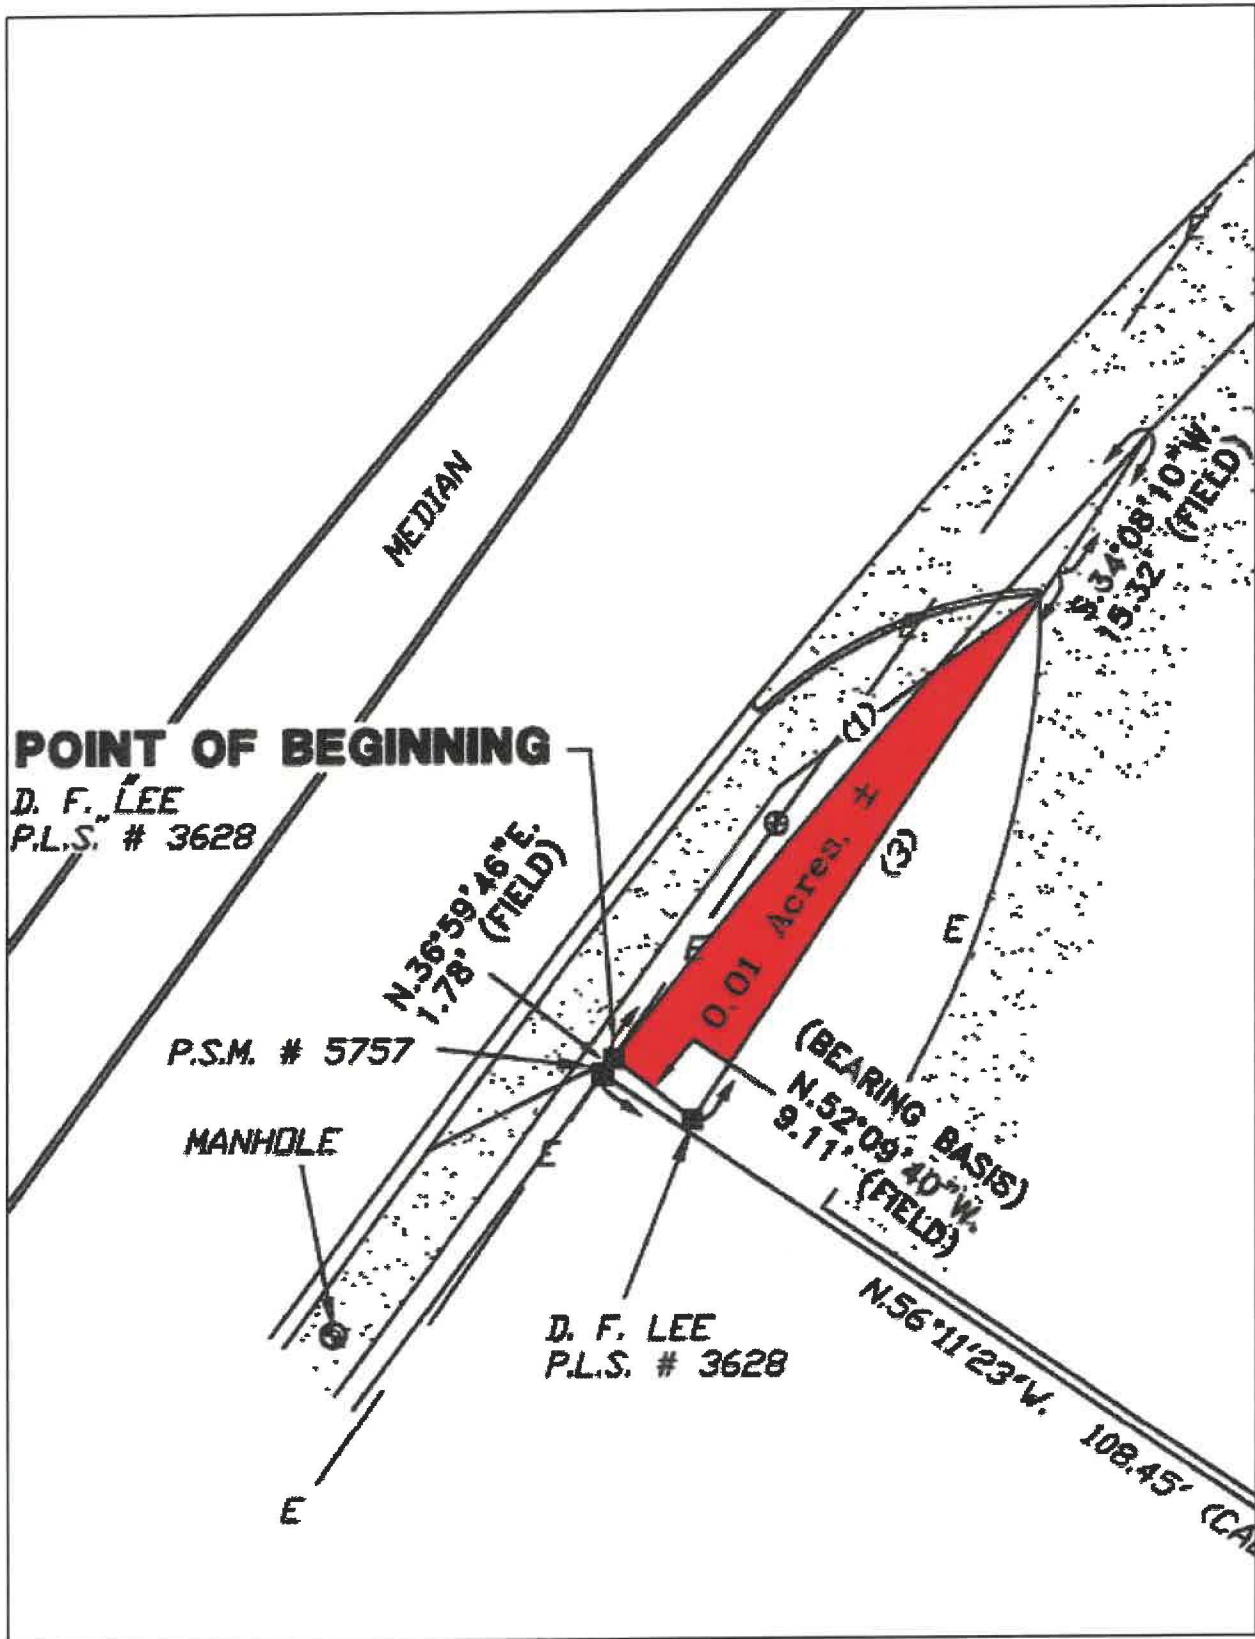 MEDIAN
S.34°08'10"W.
15.32' (FIELD)
POINT OF BEGINNING
D. F. LEE
P.L.S. # 3628
(1)
0.01 Acres, ±
(3)
N.36°59'46"E.
1.78' (FIELD)
E
P.S.M. # 5757
MANHOLE
(BEARING BASIS)
N.52°09'40"W.
9.11' (FIELD)
E
D. F. LEE
P.L.S. # 3628
N.56°11'23"W. 108.45'
E